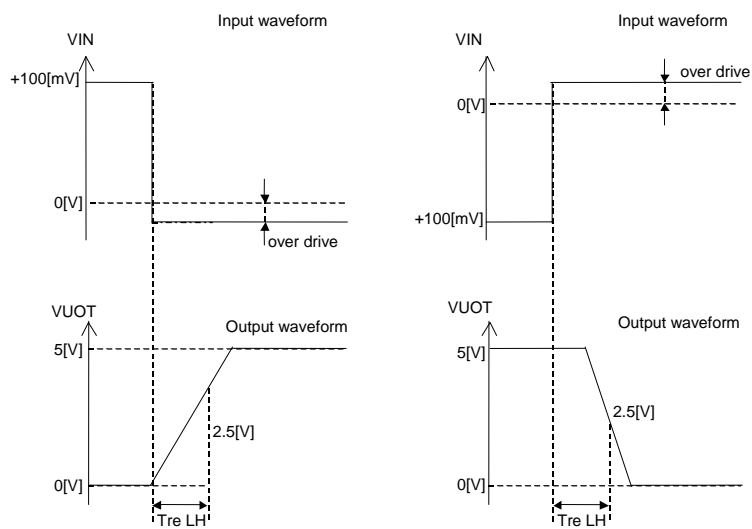 Input waveform
VIN
+100[mV]
0[V]
over drive
VUOT
Output waveform
5[V]
2.5[V]
0[V]
Tre LH
Input waveform
VIN
over drive
0[V]
+100[mV]
VUOT
Output waveform
5[V]
2.5[V]
0[V]
Tre LH